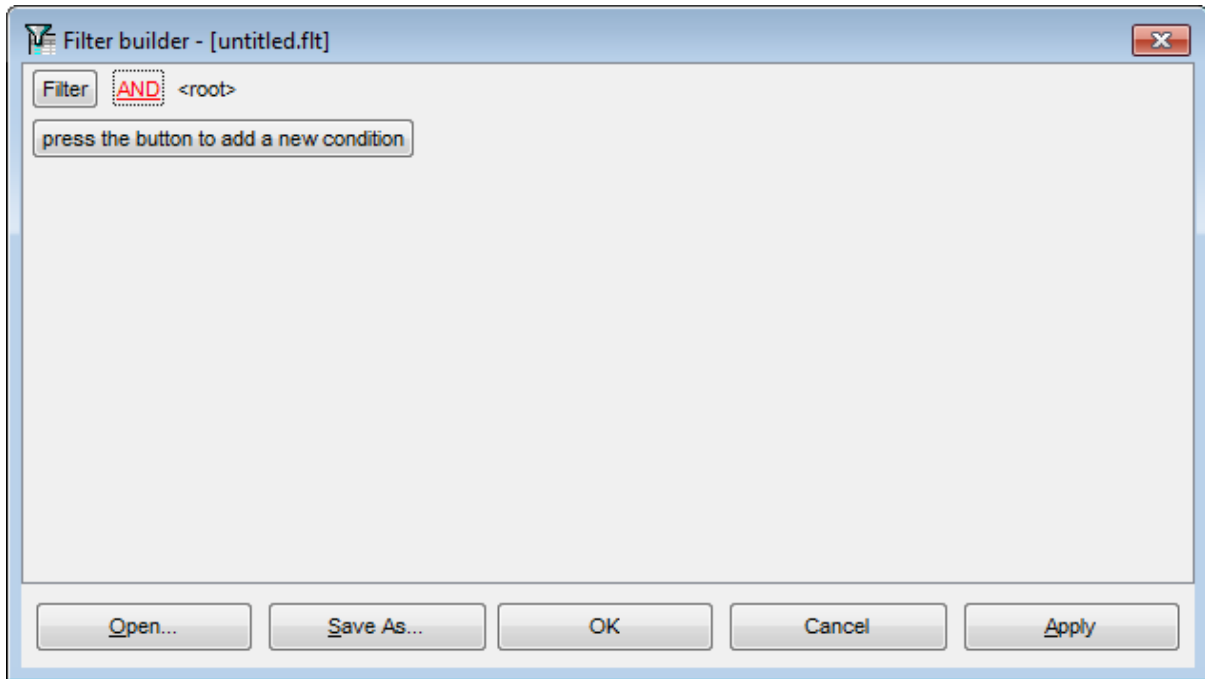 Filter builder - [untitled.flt]
Filter AND <root>
press the button to add a new condition
Open... Save As... OK Cancel Apply